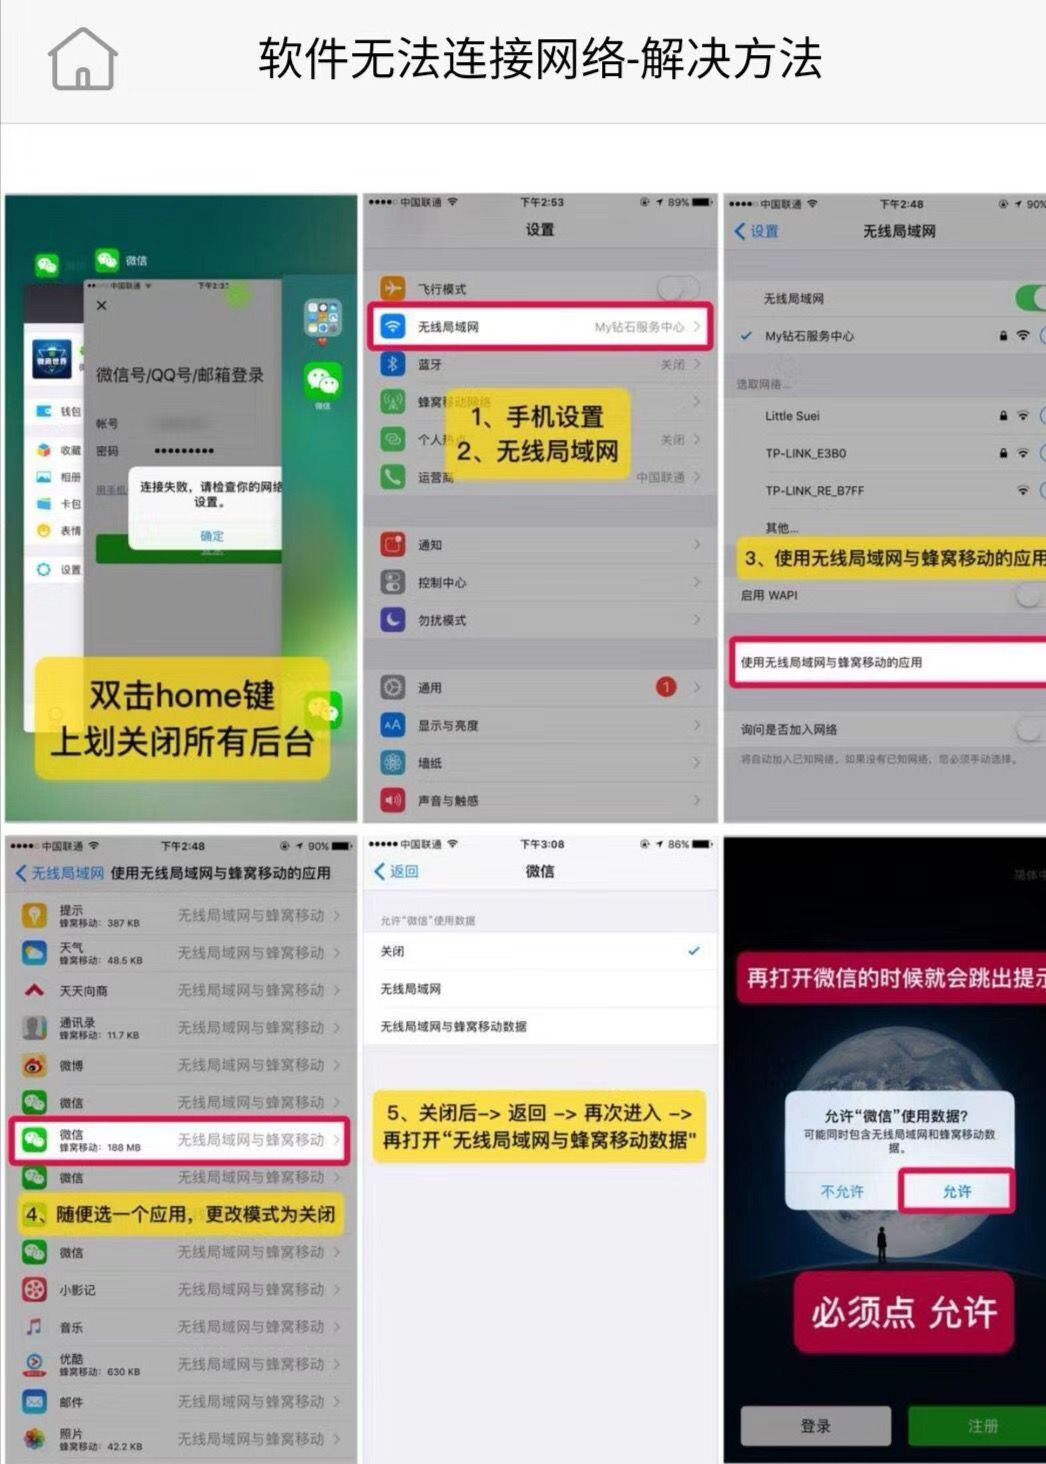 软件无法连接网络-解决方法
微信
中国联通
下午2:3
微信号/QQ号/邮箱登录
帐号
密码 •••••••••
连接失败，请检查你的网络
设置。
确定
微商世界
钱包
收藏
相册
卡包
表情
设置
微信
双击home键
上划关闭所有后台
中国联通 下午2:53 89%
设置
飞行模式
无线局域网 My钻石服务中心
蓝牙 关闭
蜂窝移动网络
个人热点 关闭
运营商 中国联通
1、手机设置
2、无线局域网
通知
控制中心
勿扰模式
通用 1
显示与亮度
墙纸
声音与触感
中国联通 下午2:48 90%
设置 无线局域网
无线局域网
My钻石服务中心
选取网络...
Little Suei
TP-LINK_E3B0
TP-LINK_RE_B7FF
其他...
3、使用无线局域网与蜂窝移动的应用
启用 WAPI
使用无线局域网与蜂窝移动的应用
询问是否加入网络
将自动加入已知网络，如果没有已知网络，您必须手动选择。
中国联通 下午2:48 90%
无线局域网 使用无线局域网与蜂窝移动的应用
提示 无线局域网与蜂窝移动
蜂窝移动：387 KB
天气 无线局域网与蜂窝移动
蜂窝移动：48.5 KB
天天向商 无线局域网与蜂窝移动
通讯录 无线局域网与蜂窝移动
蜂窝移动：11.7 KB
微博 无线局域网与蜂窝移动
微信 无线局域网与蜂窝移动
微信 无线局域网与蜂窝移动
蜂窝移动：188 MB
微信 无线局域网与蜂窝移动
4、随便选一个应用，更改模式为关闭
微信 无线局域网与蜂窝移动
小影记 无线局域网与蜂窝移动
音乐 无线局域网与蜂窝移动
优酷 无线局域网与蜂窝移动
蜂窝移动：630 KB
邮件 无线局域网与蜂窝移动
照片 无线局域网与蜂窝移动
蜂窝移动：42.2 KB
中国联通 下午3:08 86%
返回 微信
允许“微信”使用数据
关闭
无线局域网
无线局域网与蜂窝移动数据
5、关闭后-> 返回 -> 再次进入 ->
再打开“无线局域网与蜂窝移动数据"
简体中
再打开微信的时候就会跳出提示
允许“微信”使用数据?
可能同时包含无线局域网和蜂窝移动数
据。
不允许 允许
必须点 允许
登录 注册